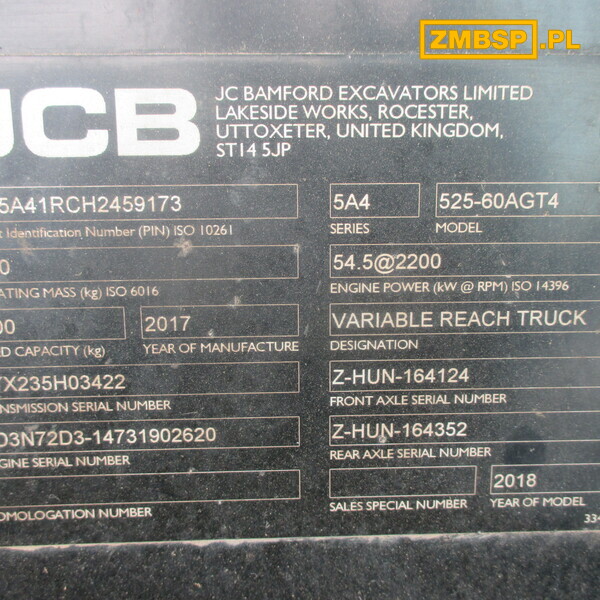 ZMBSP.PL
JCB
JC BAMFORD EXCAVATORS LIMITED
LAKESIDE WORKS, ROCESTER,
UTTOXETER, UNITED KINGDOM,
ST14 5JP
5A41RCH2459173
5A4
525-60AGT4
Identification Number (PIN) ISO 10261
SERIES
MODEL
0
54.5@2200
ATING MASS (kg) ISO 6016
ENGINE POWER (kW @ RPM) ISO 14396
00
2017
VARIABLE REACH TRUCK
ED CAPACITY (kg)
YEAR OF MANUFACTURE
DESIGNATION
X235H03422
Z-HUN-164124
NSMISSION SERIAL NUMBER
FRONT AXLE SERIAL NUMBER
D3N72D3-14731902620
Z-HUN-164352
GINE SERIAL NUMBER
REAR AXLE SERIAL NUMBER
2018
OMOLOGATION NUMBER
SALES SPECIAL NUMBER
YEAR OF MODEL
334